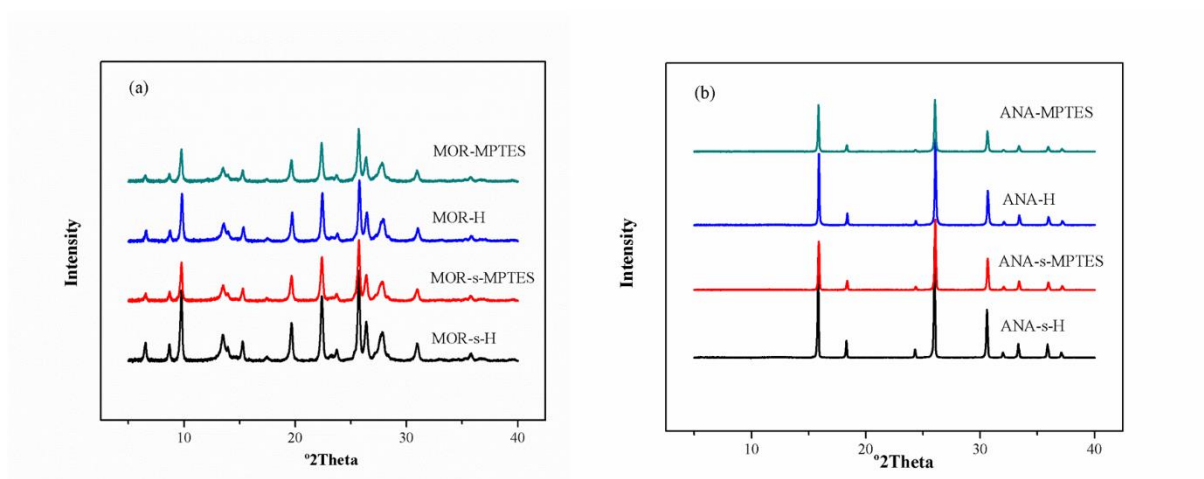 (a)
MOR-MPTES
MOR-H
MOR-s-MPTES
MOR-s-H
Intensity
10
20
30
40
°2Theta
(b)
ANA-MPTES
ANA-H
ANA-s-MPTES
ANA-s-H
Intensity
10
20
30
40
°2Theta